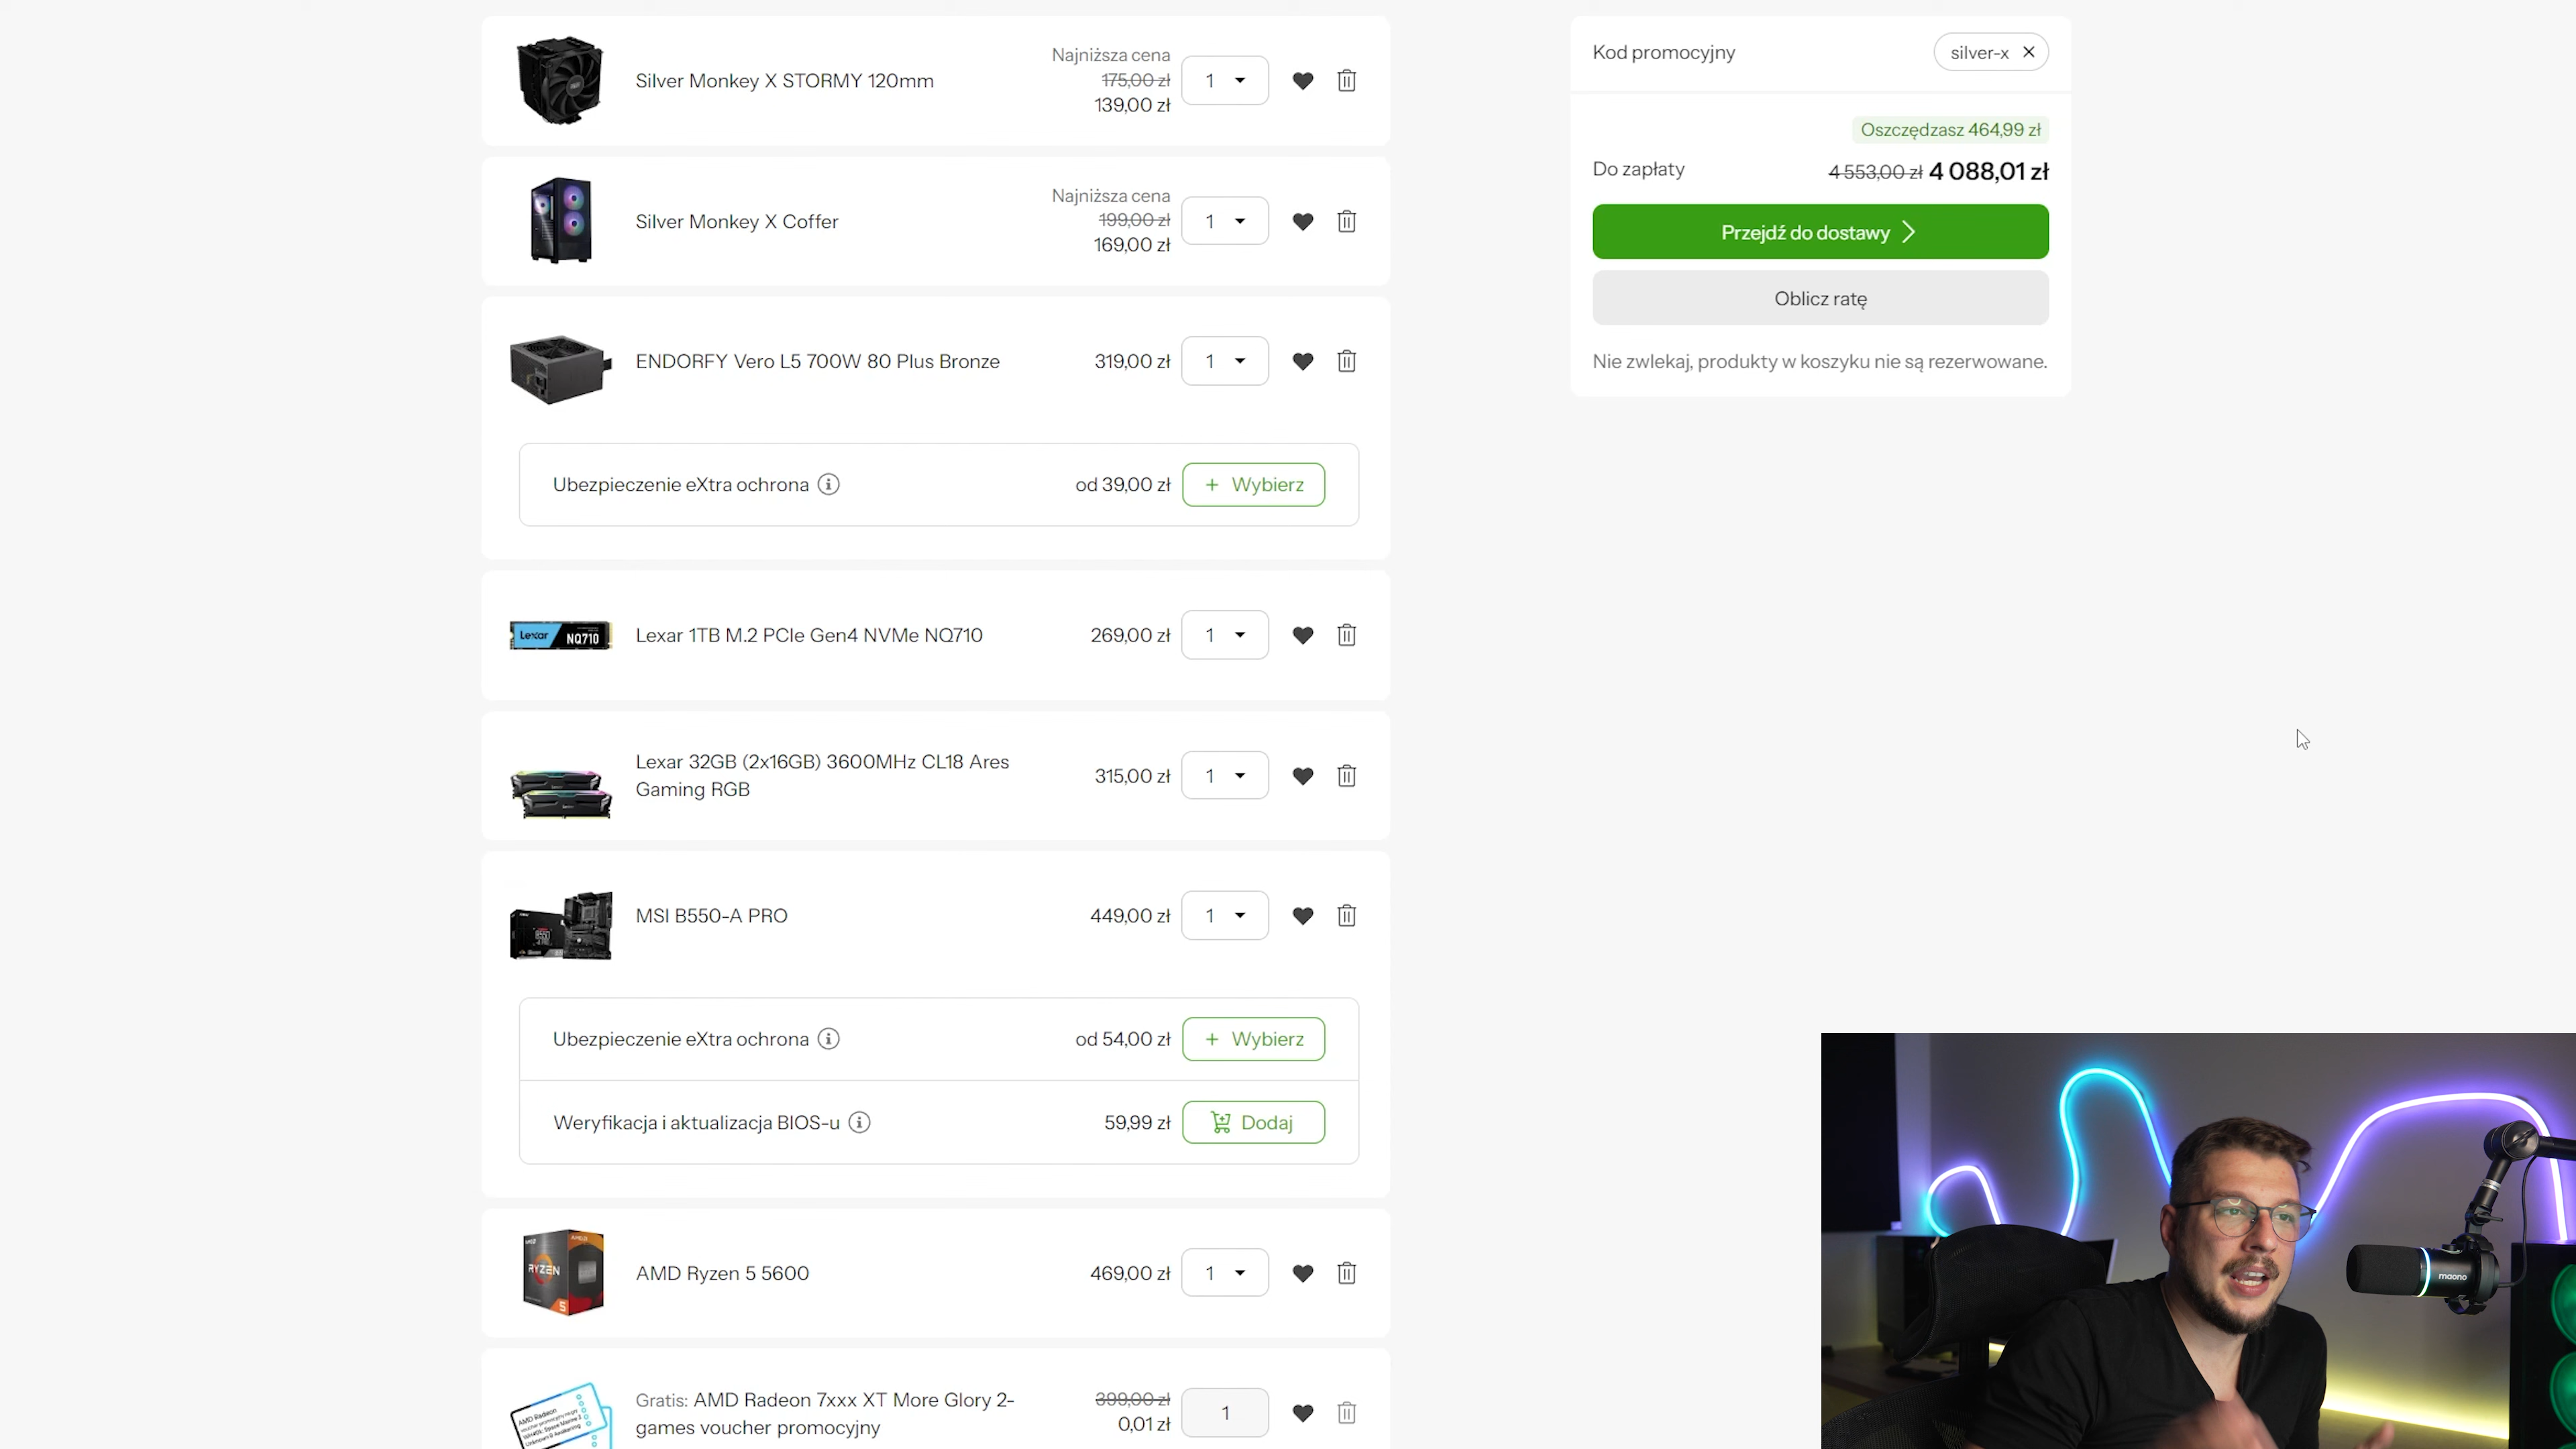 Silver Monkey X STORMY 120mm
Najniższa cena
175,00 zł
139,00 zł
1
Silver Monkey X Coffer
Najniższa cena
199,00 zł
169,00 zł
1
ENDORFY Vero L5 700W 80 Plus Bronze
319,00 zł
1
Ubezpieczenie eXtra ochrona
od 39,00 zł
+ Wybierz
Lexar NQ710
Lexar 1TB M.2 PCIe Gen4 NVMe NQ710
269,00 zł
1
Lexar 32GB (2x16GB) 3600MHz CL18 Ares
Gaming RGB
315,00 zł
1
MSI B550-A PRO
449,00 zł
1
Ubezpieczenie eXtra ochrona
od 54,00 zł
+ Wybierz
Weryfikacja i aktualizacja BIOS-u
59,99 zł
Dodaj
RYZEN
5
AMD Ryzen 5 5600
469,00 zł
1
AMD Radeon
Gratis: AMD Radeon 7xxx XT More Glory 2-
games voucher promocyjny
399,00 zł
0,01 zł
1
Kod promocyjny
silver-x
Oszczędzasz 464,99 zł
Do zapłaty
4 553,00 zł 4 088,01 zł
Przejdź do dostawy
Oblicz ratę
Nie zwlekaj, produkty w koszyku nie są rezerwowane.
maono